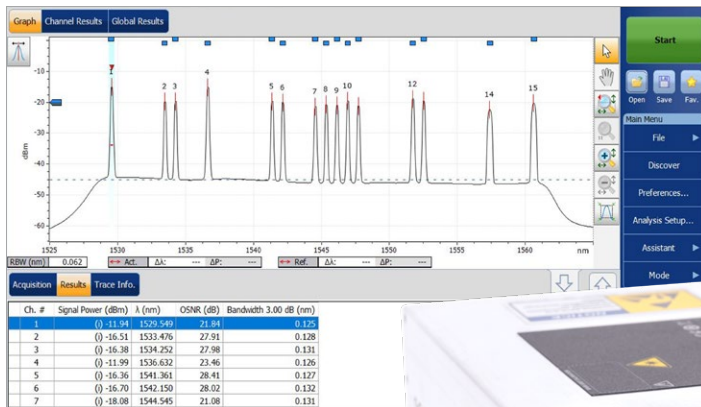 Graph Channel Results Global Results
Start
Open Save Fav.
Main Menu
File
Discover
Preferences...
Analysis Setup...
Assistant
Mode
-10
-20
-30
-40
-50
-60
dBm
1 2 3 4 5 6 7 8 9 10 12 14 15
1525 1530 1535 1540 1545 1550 1555 1560 nm
RBW (nm) 0.062 Act. Δλ: --- ΔP: --- Ref. Δλ: --- ΔP: ---
Acquisition Results Trace Info.
Ch. # Signal Power (dBm) λ (nm) OSNR (dB) Bandwidth 3.00 dB (nm)
1 (i) -11.94 1529.549 21.84 0.125
2 (i) -16.51 1533.476 27.91 0.128
3 (i) -16.38 1534.252 27.98 0.131
4 (i) -11.99 1536.632 23.46 0.126
5 (i) -16.36 1541.361 28.41 0.127
6 (i) -16.70 1542.150 28.02 0.132
7 (i) -18.08 1544.545 21.08 0.131